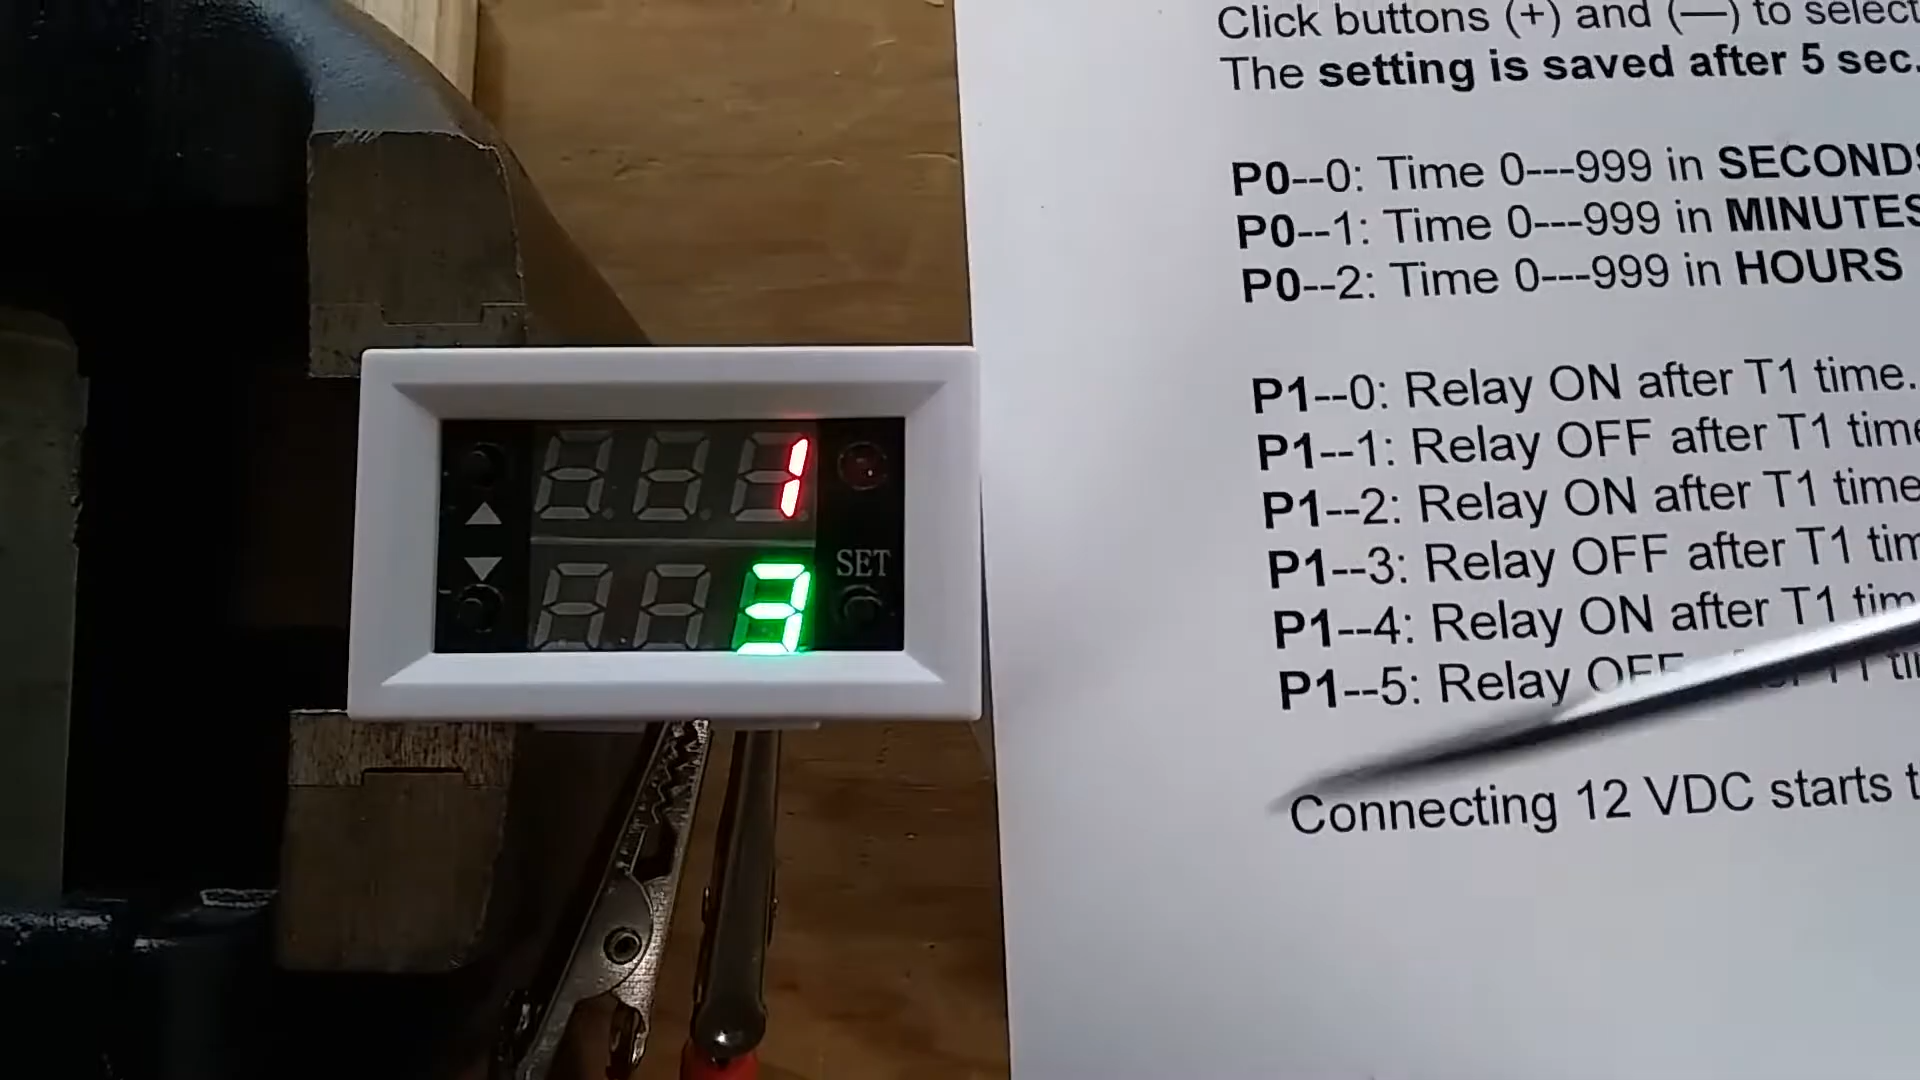 Click buttons (+) and (—) to select
The setting is saved after 5 sec.
P0--0: Time 0---999 in SECONDS
P0--1: Time 0---999 in MINUTES
P0--2: Time 0---999 in HOURS
P1--0: Relay ON after T1 time.
P1--1: Relay OFF after T1 time
P1--2: Relay ON after T1 time
P1--3: Relay OFF after T1 tim
P1--4: Relay ON after T1 tim
P1--5: Relay OFF T1
Connecting 12 VDC starts t
1
3
SET